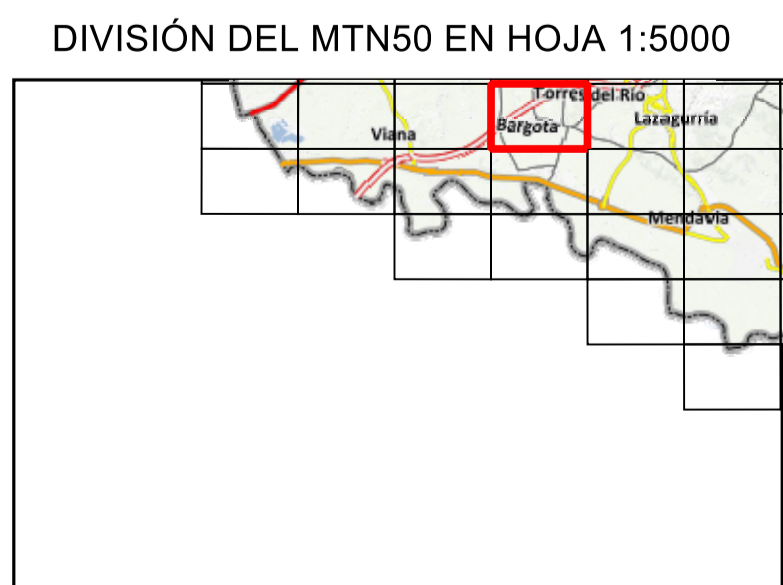 DIVISIÓN DEL MTN50 EN HOJA 1:5000
Torres del Río
Lazagurría
Bargota
Viana
Mendavia